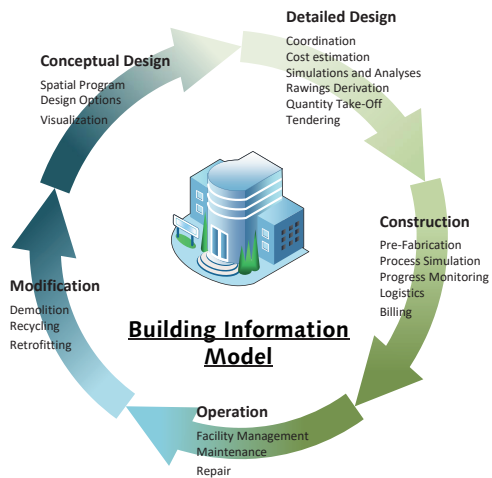 Conceptual Design
Spatial Program
Design Options
Visualization
Detailed Design
Coordination
Cost estimation
Simulations and Analyses
Rawings Derivation
Quantity Take-Off
Tendering
Construction
Pre-Fabrication
Process Simulation
Progress Monitoring
Logistics
Billing
Operation
Facility Management
Maintenance
Repair
Modification
Demolition
Recycling
Retrofitting
Building Information
Model